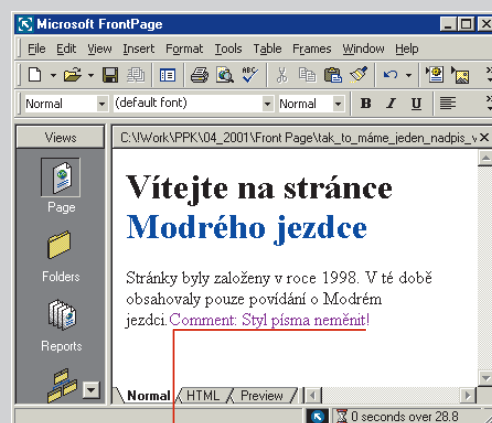 Microsoft FrontPage
File Edit View Insert Format Tools Table Frames Window Help
Normal (default font) Normal B I U
Views C:\!Work\PPK\04_2001\Front Page\tak_to_máme_jeden_nadpis_v
Page
Folders
Reports
Vítejte na stránce
Modrého jezdce
Stránky byly založeny v roce 1998. V té době
obsahovaly pouze povídání o Modrém
jezdci.Comment: Styl písma neměnit!
Normal HTML Preview
0 seconds over 28.8